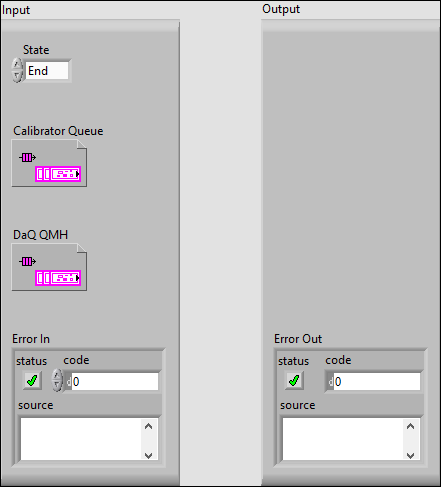 Input
State
End
Calibrator Queue
DaQ QMH
Error In
status
code
d 0
source
Output
Error Out
status
code
d 0
source